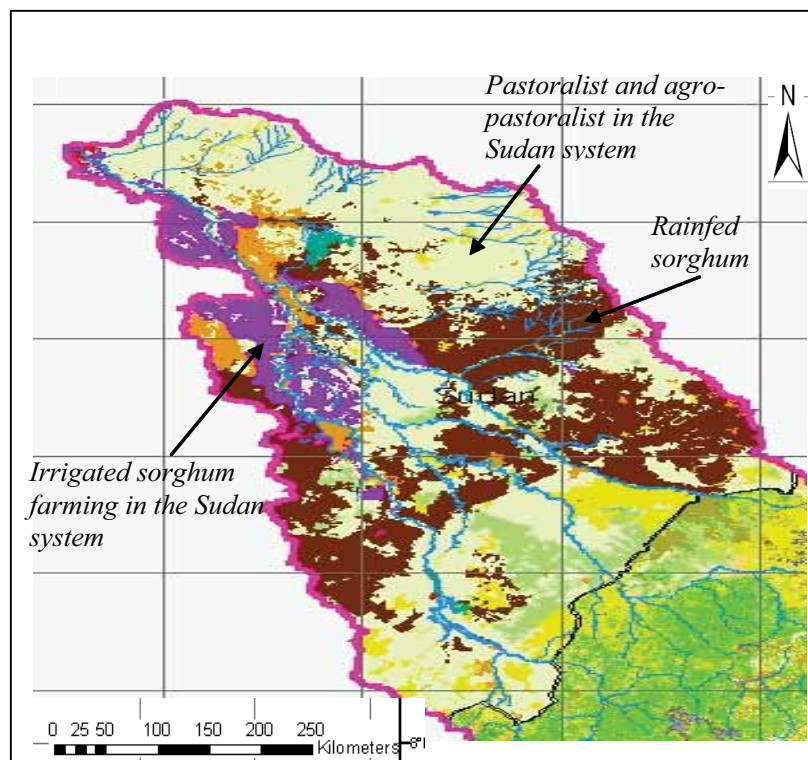 Pastoralist and agro-
pastoralist in the
Sudan system
N
Rainfed
sorghum
Sudan
Irrigated sorghum
farming in the Sudan
system
0 25 50 100 150 200 250
Kilometers